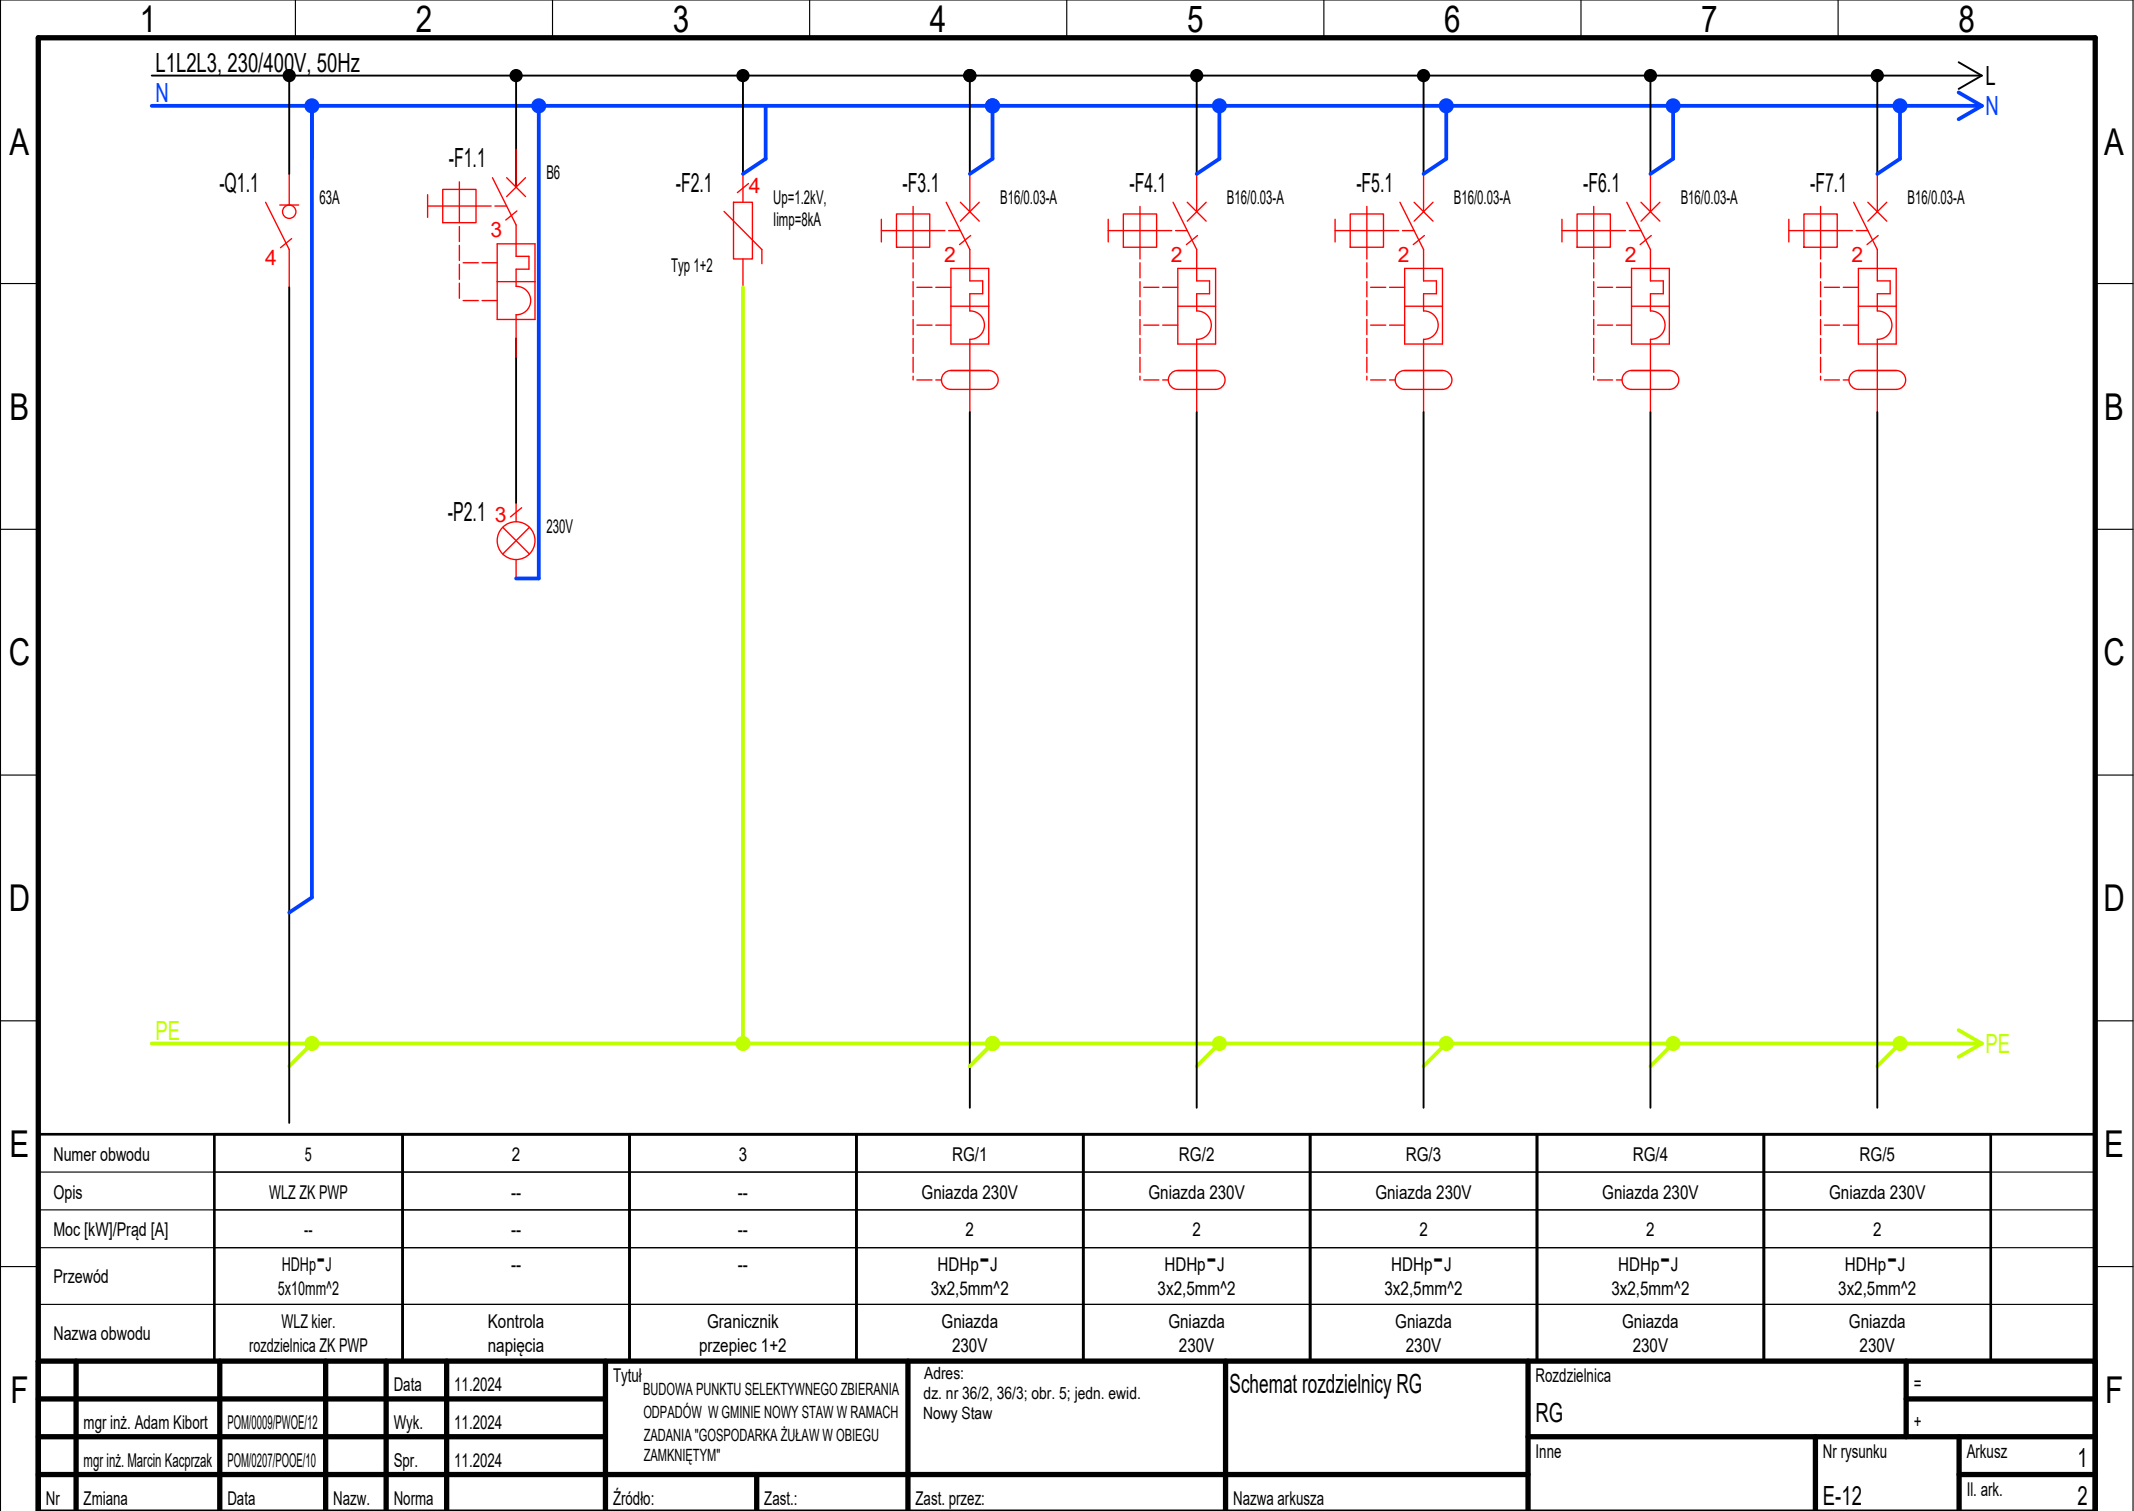 1 2 3 4 5 6 7 8
L1L2L3, 230/400V, 50Hz
L
N
N
A
A
-Q1.1
63A
4
-F1.1
B6
3
-F2.1
4
Up=1.2kV,
Iimp=8kA
Typ 1+2
-F3.1
B16/0.03-A
2
-F4.1
B16/0.03-A
2
-F5.1
B16/0.03-A
2
-F6.1
B16/0.03-A
2
-F7.1
B16/0.03-A
2
B
B
-P2.1
3
230V
C
C
D
D
PE
PE
E
E
Numer obwodu 5 2 3 RG/1 RG/2 RG/3 RG/4 RG/5
Opis WLZ ZK PWP -- -- Gniazda 230V Gniazda 230V Gniazda 230V Gniazda 230V Gniazda 230V
Moc [kW]/Prąd [A] -- -- -- 2 2 2 2 2
Przewód HDHp-J 5x10mm^2 -- -- HDHp-J 3x2,5mm^2 HDHp-J 3x2,5mm^2 HDHp-J 3x2,5mm^2 HDHp-J 3x2,5mm^2 HDHp-J 3x2,5mm^2
Nazwa obwodu WLZ kier. rozdzielnica ZK PWP Kontrola napięcia Granicznik przepiec 1+2 Gniazda 230V Gniazda 230V Gniazda 230V Gniazda 230V Gniazda 230V
F
F
Data 11.2024
mgr inż. Adam Kibort POM/0009/PWOE/12 Wyk. 11.2024
mgr inż. Marcin Kacprzak POM/0207/POOE/10 Spr. 11.2024
Nr Zmiana Data Nazw. Norma
Tytuł
BUDOWA PUNKTU SELEKTYWNEGO ZBIERANIA
ODPADÓW W GMINIE NOWY STAW W RAMACH
ZADANIA "GOSPODARKA ŻUŁAW W OBIEGU
ZAMKNIĘTYM"
Źródło: Zast.: Zast. przez:
Adres:
dz. nr 36/2, 36/3; obr. 5; jedn. ewid.
Nowy Staw
Schemat rozdzielnicy RG
Nazwa arkusza
Rozdzielnica
RG
=
+
Inne
Nr rysunku
E-12
Arkusz 1
Il. ark. 2